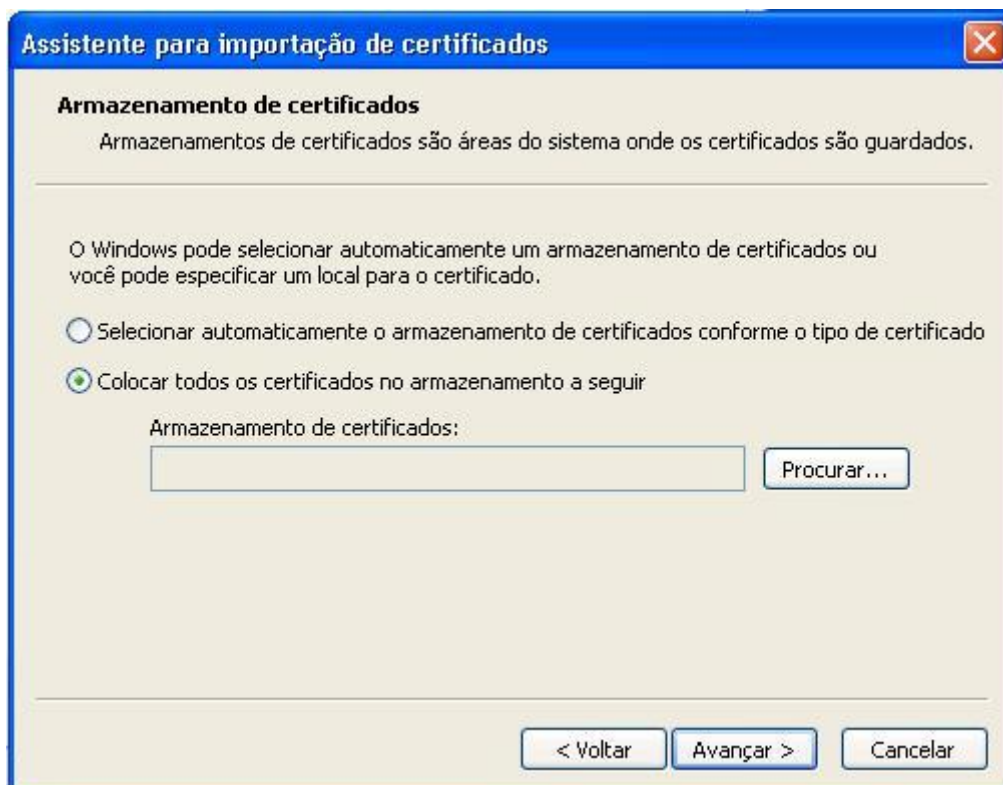 Assistente para importação de certificados
Armazenamento de certificados
Armazenamentos de certificados são áreas do sistema onde os certificados são guardados.
O Windows pode selecionar automaticamente um armazenamento de certificados ou
você pode especificar um local para o certificado.
Selecionar automaticamente o armazenamento de certificados conforme o tipo de certificado
Colocar todos os certificados no armazenamento a seguir
Armazenamento de certificados:
Procurar...
< Voltar Avançar > Cancelar